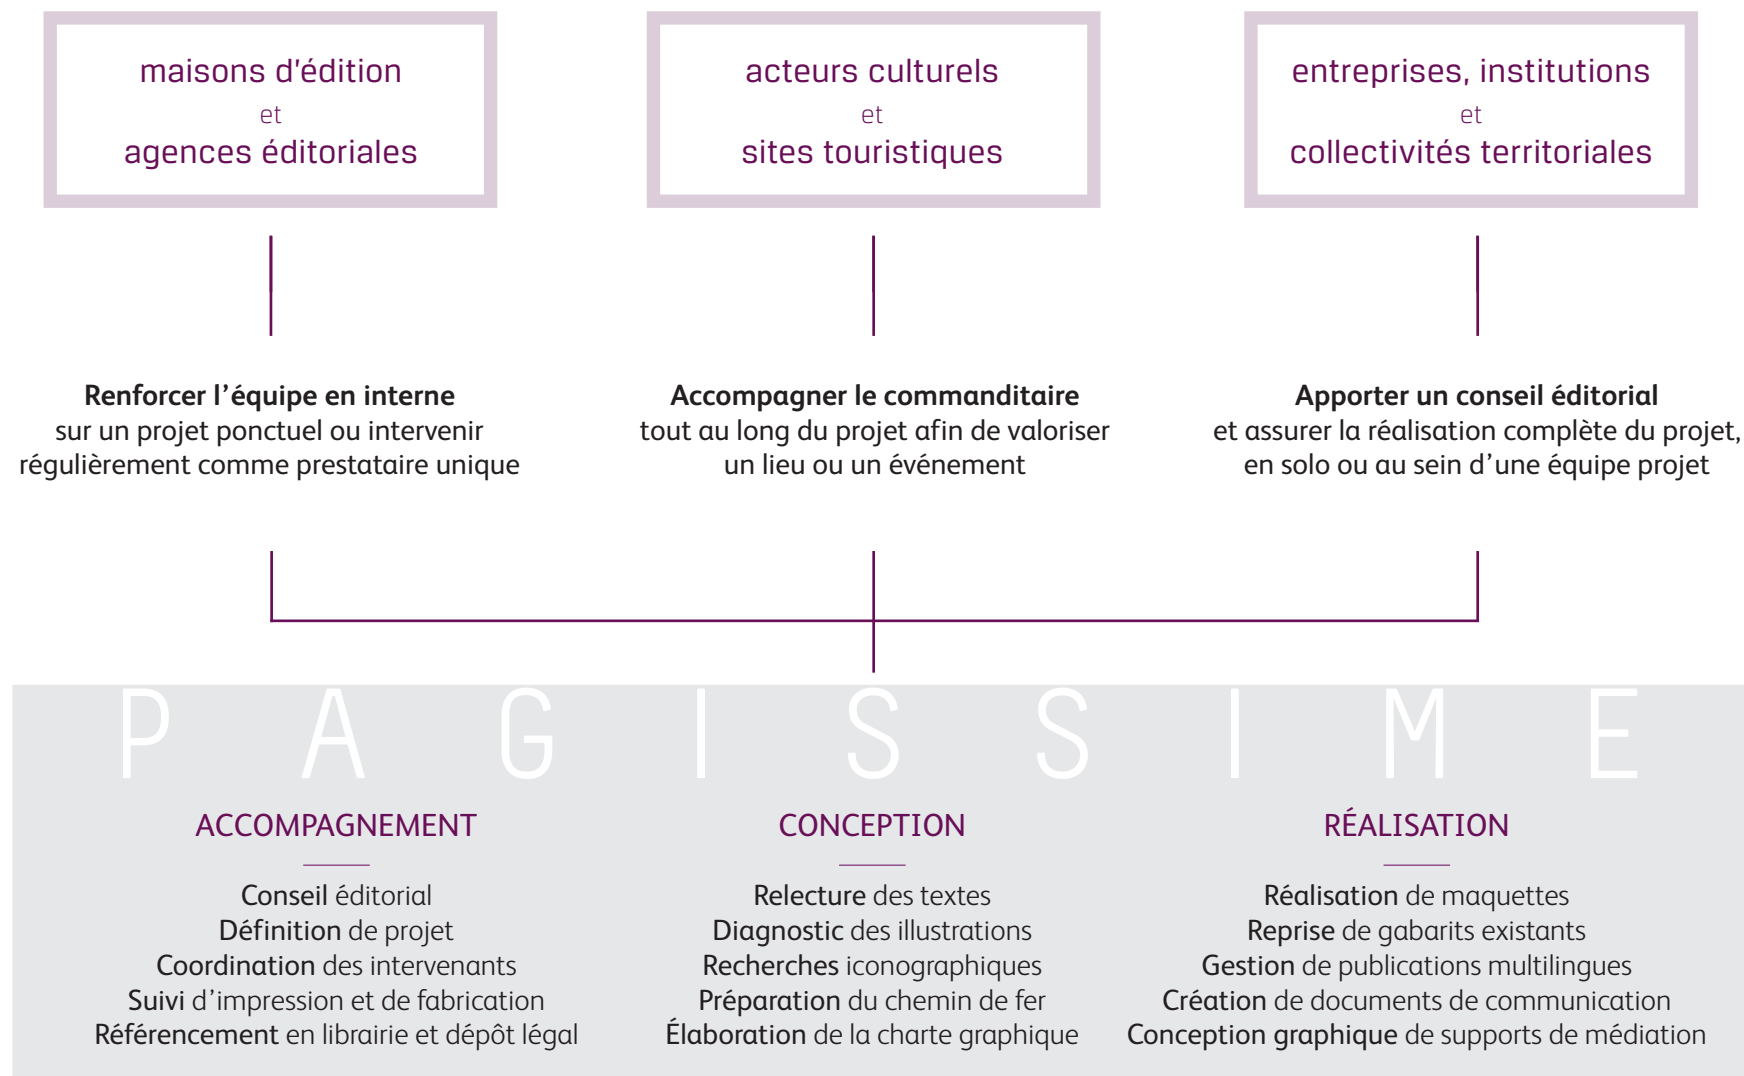 maisons d'édition
et
agences éditoriales
acteurs culturels
et
sites touristiques
entreprises, institutions
et
collectivités territoriales
Renforcer l’équipe en interne
sur un projet ponctuel ou intervenir
régulièrement comme prestataire unique
Accompagner le commanditaire
tout au long du projet afin de valoriser
un lieu ou un événement
Apporter un conseil éditorial
et assurer la réalisation complète du projet,
en solo ou au sein d’une équipe projet
PAGISSIME
ACCOMPAGNEMENT
Conseil éditorial
Définition de projet
Coordination des intervenants
Suivi d’impression et de fabrication
Référencement en librairie et dépôt légal
CONCEPTION
Relecture des textes
Diagnostic des illustrations
Recherches iconographiques
Préparation du chemin de fer
Élaboration de la charte graphique
RÉALISATION
Réalisation de maquettes
Reprise de gabarits existants
Gestion de publications multilingues
Création de documents de communication
Conception graphique de supports de médiation